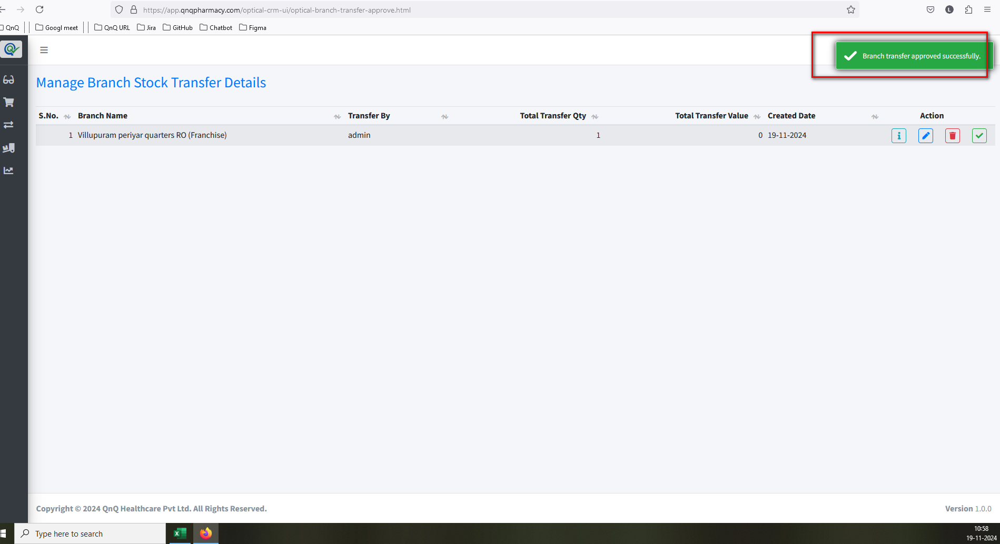 https://app.qnqpharmacy.com/optical-crm-ui/optical-branch-transfer-approve.html
L
QnQ Googl meet QnQ URL Jira GitHub Chatbot Figma
Branch transfer approved successfully.
Manage Branch Stock Transfer Details
S.No. Branch Name Transfer By Total Transfer Qty Total Transfer Value Created Date Action
1 Villupuram periyar quarters RO (Franchise) admin 1 0 19-11-2024
Copyright © 2024 QnQ Healthcare Pvt Ltd. All Rights Reserved.
Version 1.0.0
Type here to search
10:58
19-11-2024